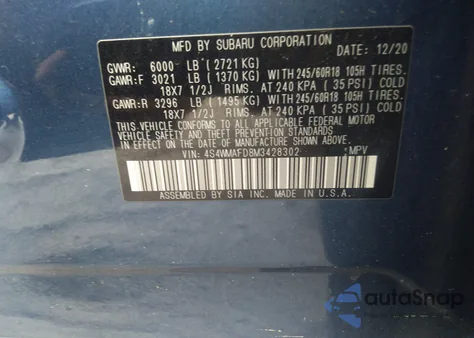 MFD BY SUBARU CORPORATION DATE: 12/20
GVWR: 6000 LB (2721 KG)
GAWR:F 3021 LB (1370 KG) WITH 245/60R18 105H TIRES.
18X7 1/2J RIMS. AT 240 KPA (35 PSI) COLD
GAWR:R 3296 LB (1495 KG) WITH 245/60R18 105H TIRES.
18X7 1/2J RIMS. AT 240 KPA (35 PSI) COLD
THIS VEHICLE CONFORMS TO ALL APPLICABLE FEDERAL MOTOR
VEHICLE SAFETY AND THEFT PREVENTION STANDARDS
IN EFFECT ON THE DATE OF MANUFACTURE SHOWN ABOVE.
VIN: 4S4WMAFD8M3428302 MPV
ASSEMBLED BY SIA INC. MADE IN U.S.A.
autoSnap